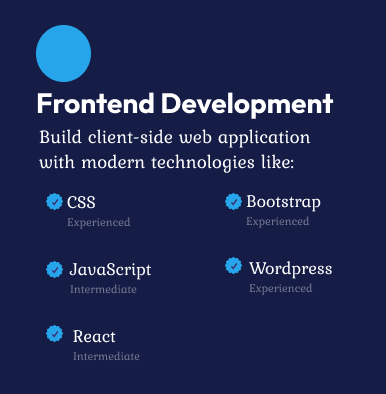 Frontend Development
Build client-side web application
with modern technologies like:
CSS
Experienced
Bootstrap
Experienced
JavaScript
Intermediate
Wordpress
Experienced
React
Intermediate